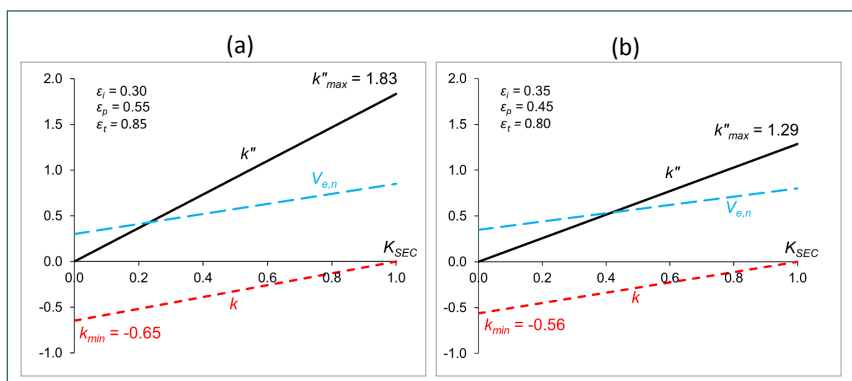 (a)
2.0
1.5
1.0
0.5
0.0
-0.5
-1.0
0.0
0.2
0.4
0.6
0.8
1.0
εi = 0.30
εp = 0.55
εt = 0.85
k"max = 1.83
k"
Ve,n
KSEC
k
kmin = -0.65
(b)
2.0
1.5
1.0
0.5
0.0
-0.5
-1.0
0.0
0.2
0.4
0.6
0.8
1.0
εi = 0.35
εp = 0.45
εt = 0.80
k"max = 1.29
k"
Ve,n
KSEC
k
kmin = -0.56